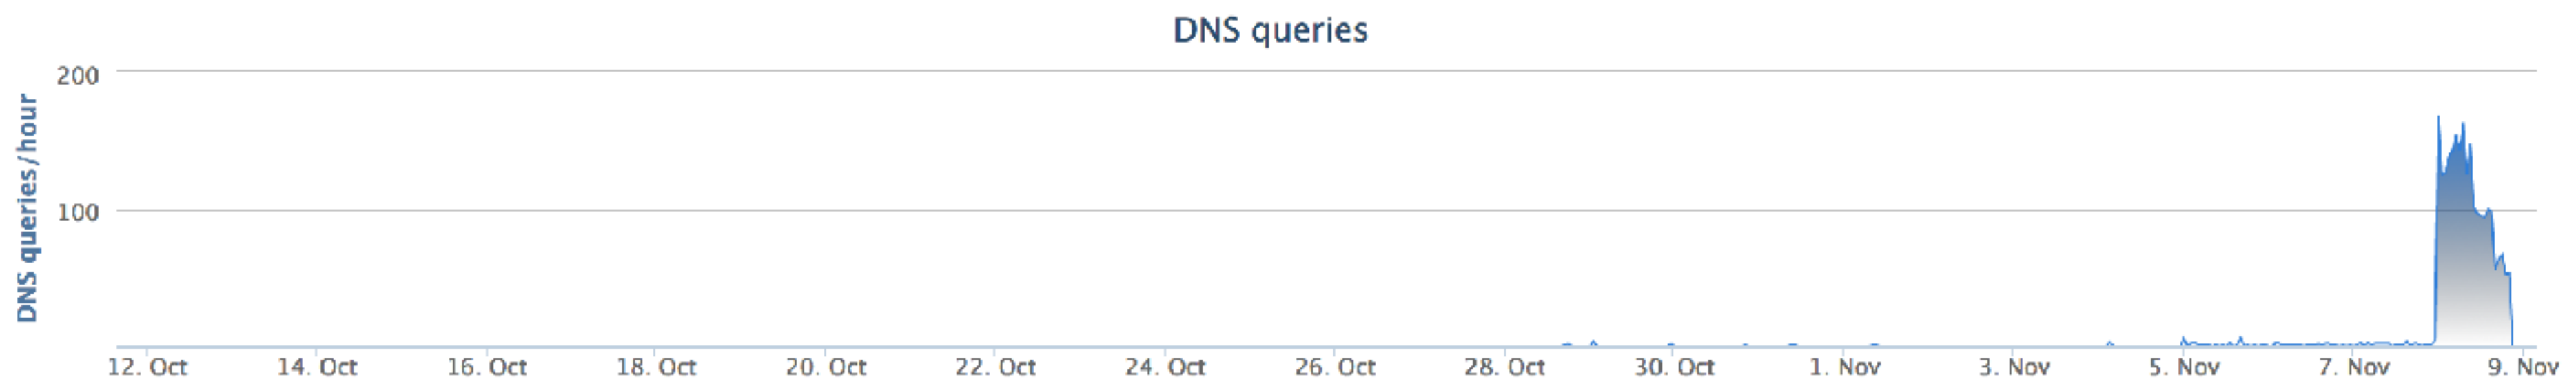 DNS queries
DNS queries/hour
200
100
12. Oct 14. Oct 16. Oct 18. Oct 20. Oct 22. Oct 24. Oct 26. Oct 28. Oct 30. Oct 1. Nov 3. Nov 5. Nov 7. Nov 9. Nov